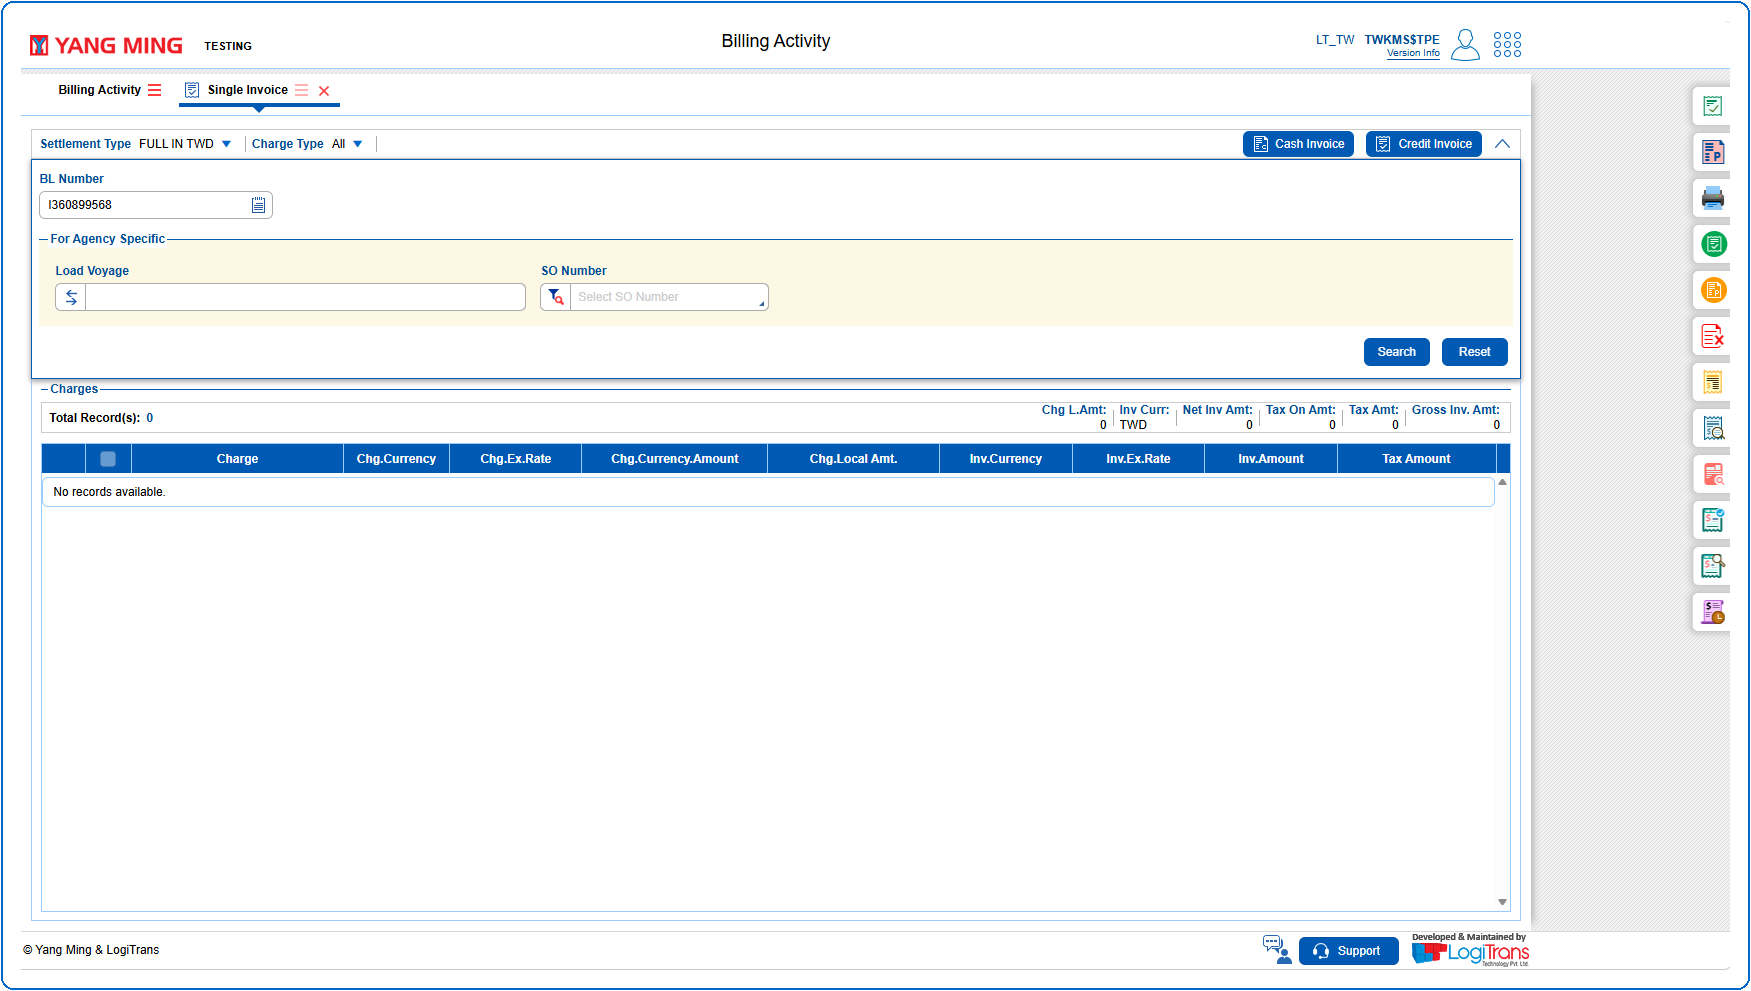 YANG MING TESTING
Billing Activity
LT_TW TWKMS$TPE
Version Info
Billing Activity
Single Invoice
Settlement Type FULL IN TWD
Charge Type All
Cash Invoice
Credit Invoice
BL Number
I360899568
For Agency Specific
Load Voyage
SO Number
Select SO Number
Search
Reset
Charges
Total Record(s): 0
Chg L.Amt: Inv Curr: Net Inv Amt: Tax On Amt: Tax Amt: Gross Inv. Amt:
0 TWD 0 0 0 0
Charge Chg.Currency Chg.Ex.Rate Chg.Currency.Amount Chg.Local Amt. Inv.Currency Inv.Ex.Rate Inv.Amount Tax Amount
No records available.
© Yang Ming & LogiTrans
Support
Developed & Maintained by
LogiTrans
Technology Pvt. Ltd.